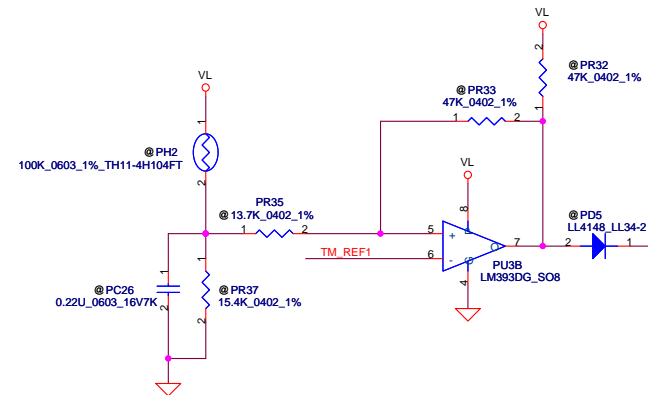 VL
2
@PR32
47K_0402_1%
1
@PR33
47K_0402_1%
1
2
VL
1
@PH2
100K_0603_1%_TH11-4H104FT
2
VL
8
PR35
@13.7K_0402_1%
1
2
5
+
P
O
7
@PD5
LL4148_LL34-2
2
1
TM_REF1
6
-
G
4
PU3B
LM393DG_SO8
1
@PC26
0.22U_0603_16V7K
2
1
@PR37
15.4K_0402_1%
2